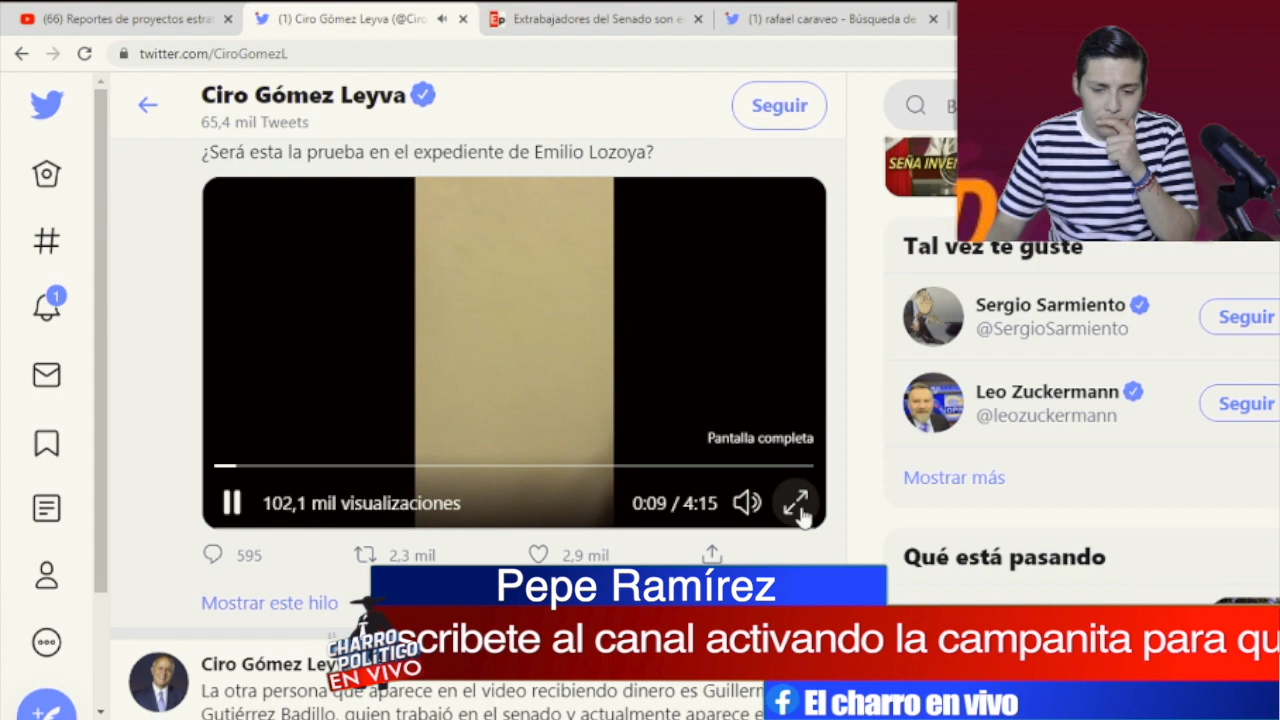 (66) Reportes de proyectos estra
(1) Ciro Gómez Leyva (@Ciro
Extrabajadores del Senado son e
(1) rafael caraveo - Búsqueda de
twitter.com/CiroGomezL
Ciro Gómez Leyva
65,4 mil Tweets
Seguir
¿Será esta la prueba en el expediente de Emilio Lozoya?
SEÑA INVEN
Tal vez te guste
Sergio Sarmiento
@SergioSarmiento
Seguir
Leo Zuckermann
@leozuckermann
Seguir
Mostrar más
Qué está pasando
Pantalla completa
102,1 mil visualizaciones
0:09 / 4:15
595
2,3 mil
2,9 mil
Mostrar este hilo
1
Pepe Ramírez
CHARRO POLÍTICO
EN VIVO
scribete al canal activando la campanita para qu
Ciro Gómez Ley
La otra persona que aparece en el video recibiendo dinero es Guillerm
Gutiérrez Badillo, quien trabajó en el senado y actualmente aparece e
El charro en vivo